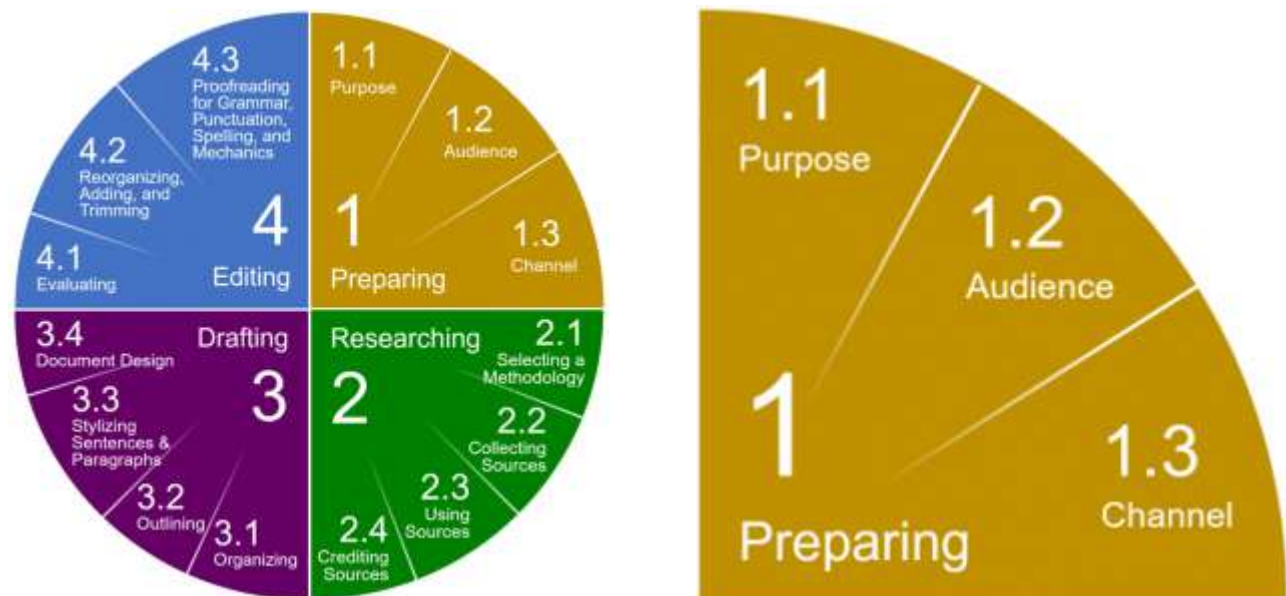 4.3
Proofreading
for Grammar,
Punctuation,
Spelling, and
Mechanics
4.2
Reorganizing,
Adding, and
Trimming
4.1
Evaluating
4
Editing
1.1
Purpose
1.2
Audience
1.3
Channel
1
Preparing
3.4
Document Design
3.3
Stylizing
Sentences &
Paragraphs
3.2
Outlining
3.1
Organizing
Drafting
3
Researching
2
2.1
Selecting a
Methodology
2.2
Collecting
Sources
2.3
Using
Sources
2.4
Crediting
Sources
1.1
Purpose
1.2
Audience
1.3
Channel
1
Preparing